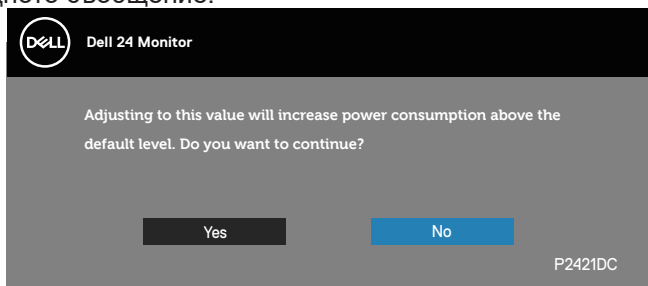 съобщение:
DELL
Dell 24 Monitor
Adjusting to this value will increase power consumption above the
default level. Do you want to continue?
Yes
No
P2421DC